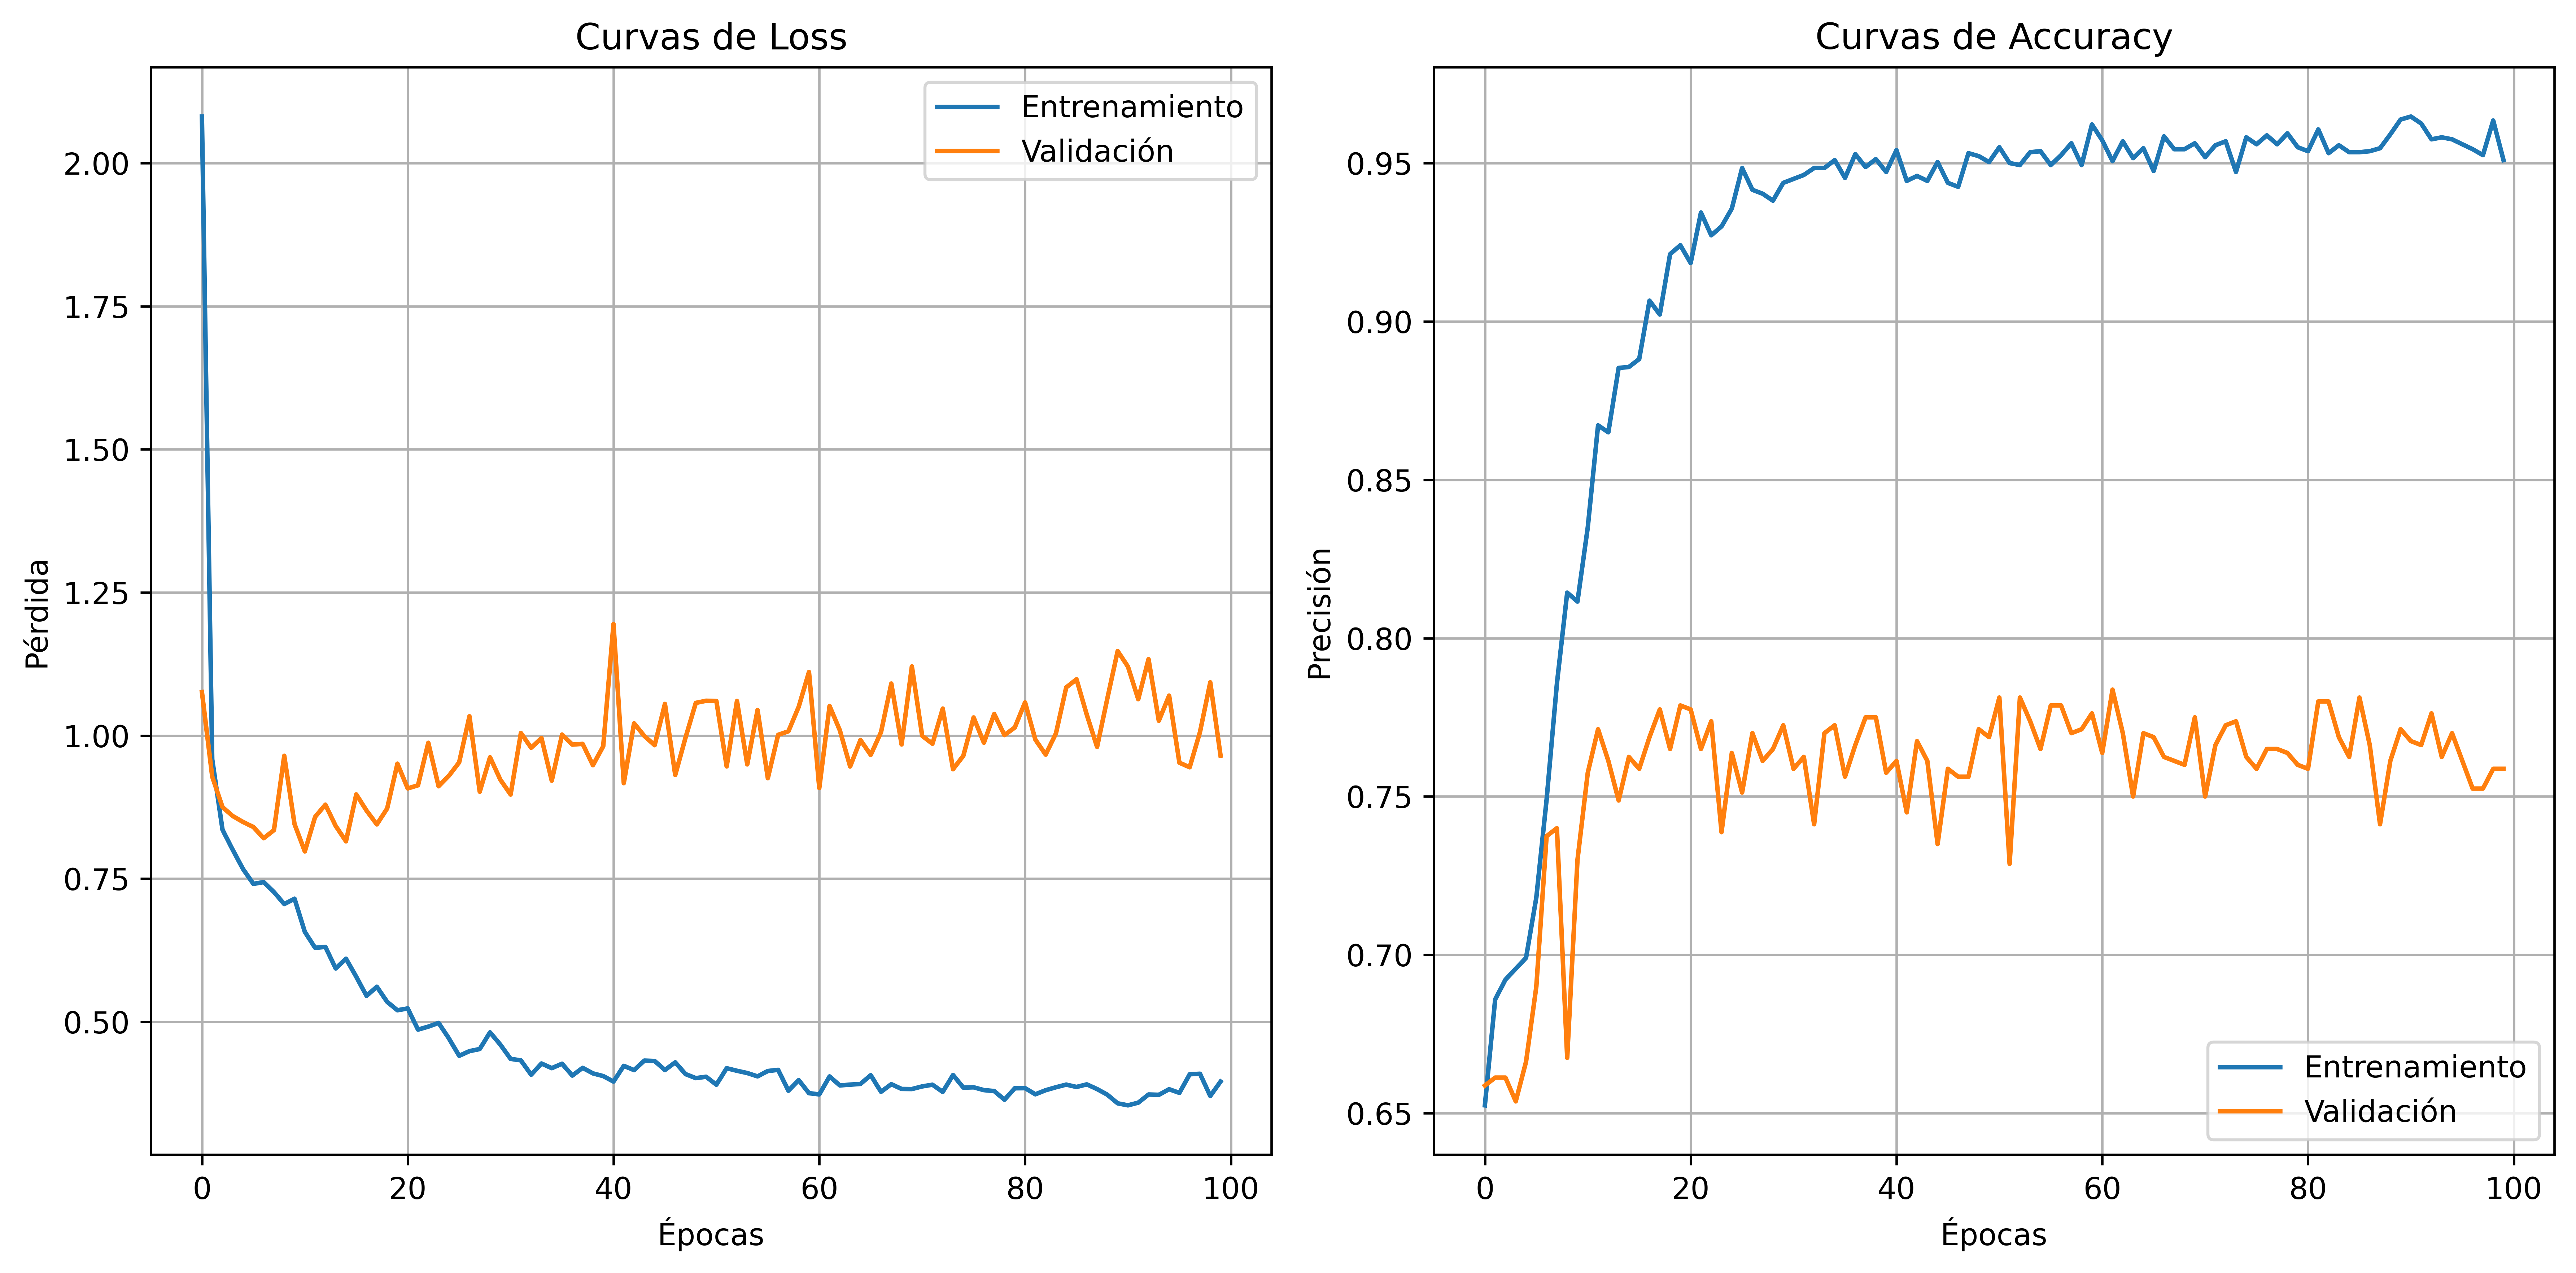 Curvas de Loss
Entrenamiento
Validación
2.00
1.75
1.50
1.25
1.00
0.75
0.50
Pérdida
0 20 40 60 80 100
Épocas
Curvas de Accuracy
0.95
0.90
0.85
0.80
0.75
0.70
0.65
Precisión
Entrenamiento
Validación
0 20 40 60 80 100
Épocas